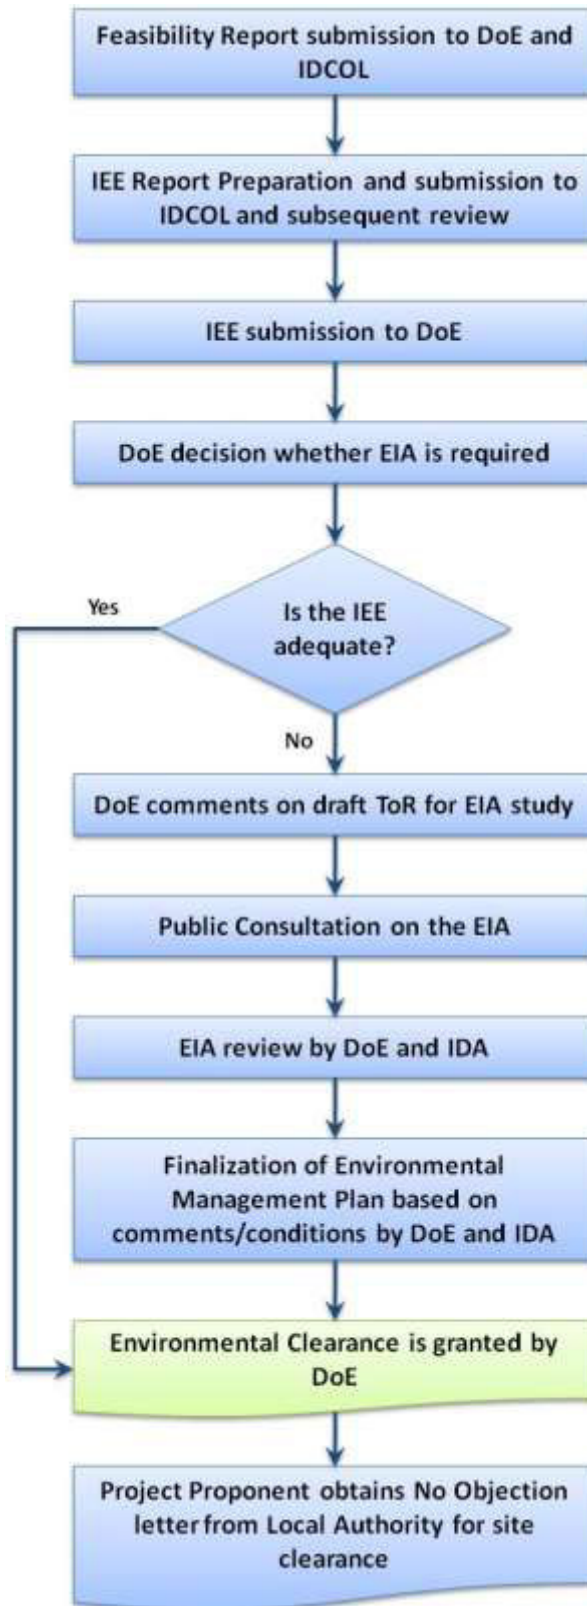 Feasibility Report submission to DoE and
IDCOL
IEE Report Preparation and submission to
IDCOL and subsequent review
IEE submission to DoE
DoE decision whether EIA is required
Yes
Is the IEE
adequate?
No
DoE comments on draft ToR for EIA study
Public Consultation on the EIA
EIA review by DoE and IDA
Finalization of Environmental
Management Plan based on
comments/conditions by DoE and IDA
Environmental Clearance is granted by
DoE
Project Proponent obtains No Objection
letter from Local Authority for site
clearance